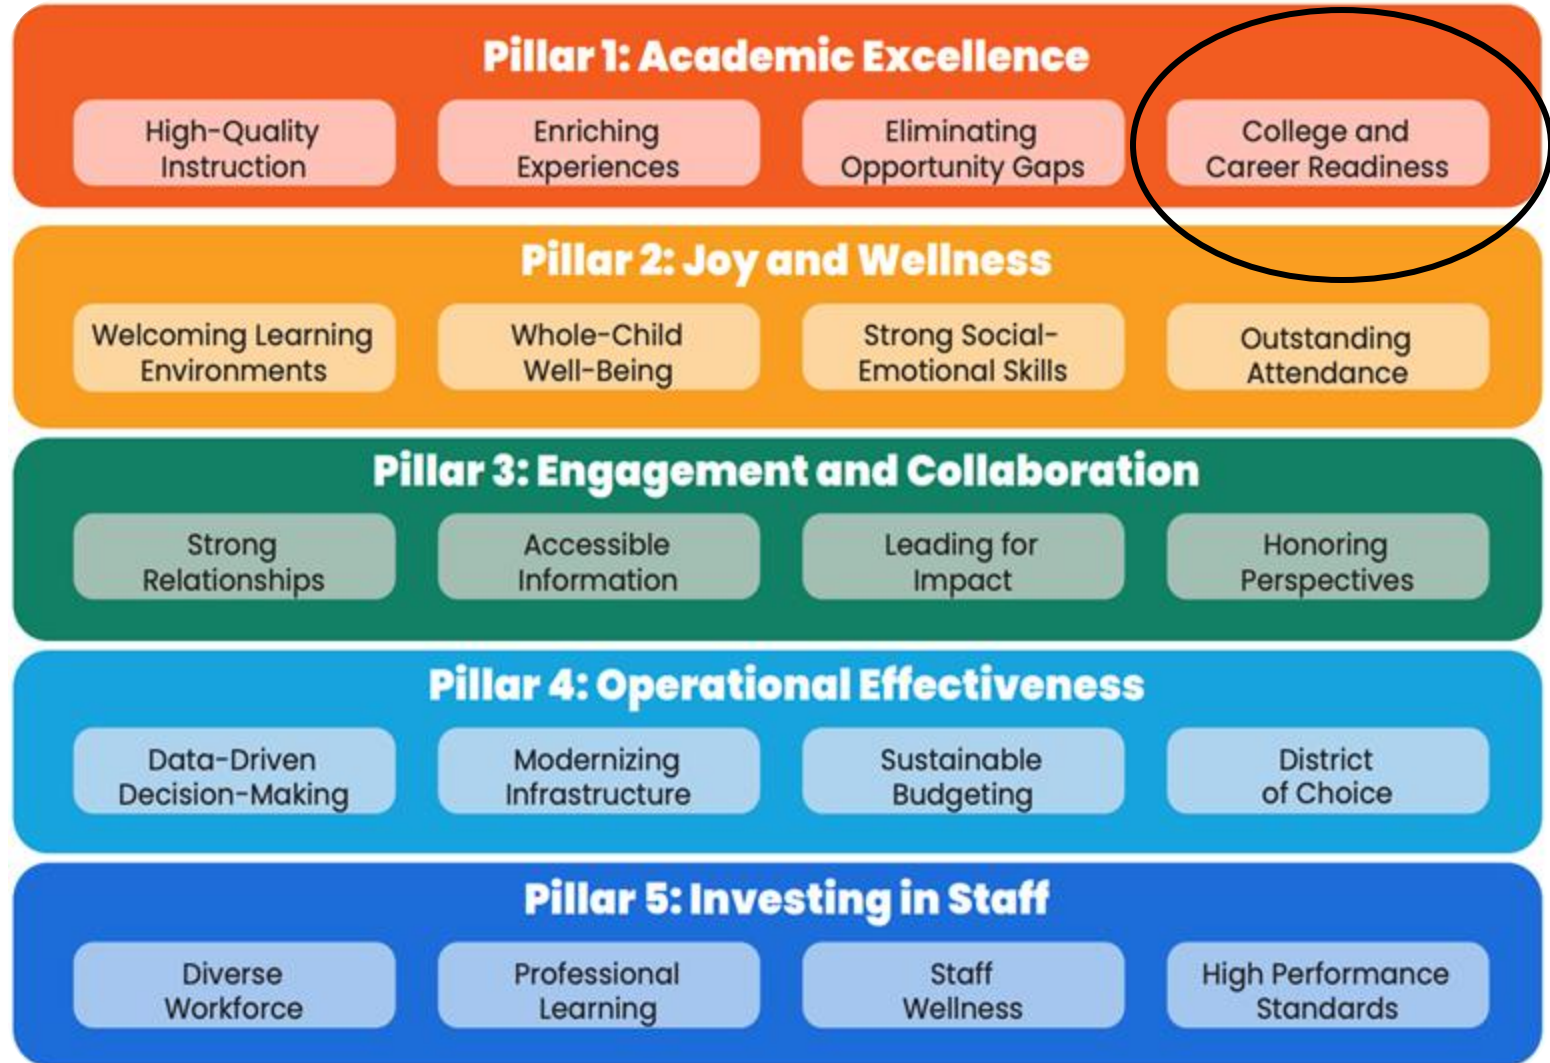 Pillar 1: Academic Excellence
High-Quality
Instruction
Enriching
Experiences
Eliminating
Opportunity Gaps
College and
Career Readiness
Pillar 2: Joy and Wellness
Welcoming Learning
Environments
Whole-Child
Well-Being
Strong Social-
Emotional Skills
Outstanding
Attendance
Pillar 3: Engagement and Collaboration
Strong
Relationships
Accessible
Information
Leading for
Impact
Honoring
Perspectives
Pillar 4: Operational Effectiveness
Data-Driven
Decision-Making
Modernizing
Infrastructure
Sustainable
Budgeting
District
of Choice
Pillar 5: Investing in Staff
Diverse
Workforce
Professional
Learning
Staff
Wellness
High Performance
Standards